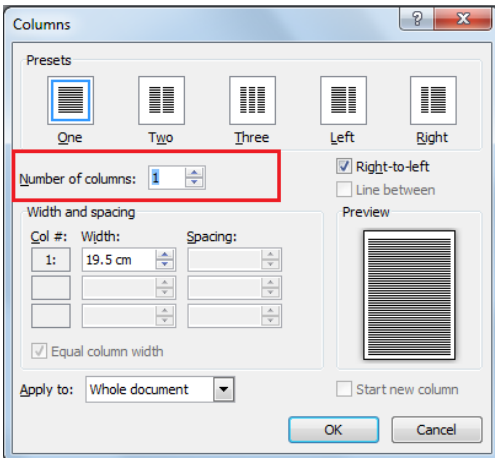 Columns
Presets
One Two Three Left Right
Number of columns: 1
Right-to-left
Line between
Width and spacing
Col #: Width: Spacing:
1: 19.5 cm
Equal column width
Preview
Apply to: Whole document
Start new column
OK Cancel